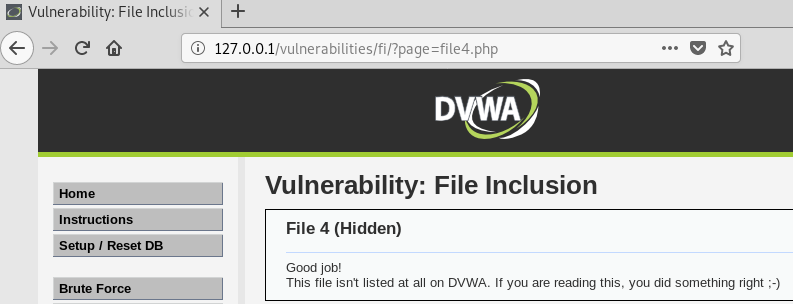 Vulnerability: File Inclusio
127.0.0.1/vulnerabilities/fi/?page=file4.php
DVWA
Home
Instructions
Setup / Reset DB
Brute Force
Vulnerability: File Inclusion
File 4 (Hidden)
Good job!
This file isn't listed at all on DVWA. If you are reading this, you did something right ;-)